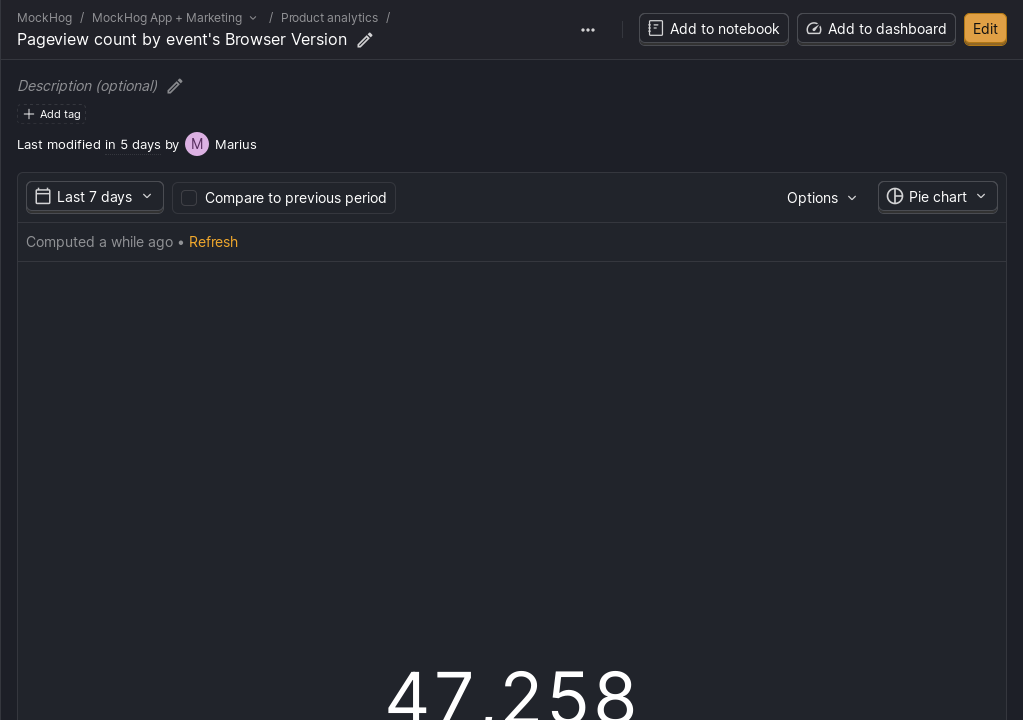 MockHog / MockHog App + Marketing / Product analytics /
Pageview count by event's Browser Version
Add to notebook
Add to dashboard
Edit
Description (optional)
Add tag
Last modified in 5 days by M Marius
Last 7 days
Compare to previous period
Options
Pie chart
Computed a while ago • Refresh
47,258